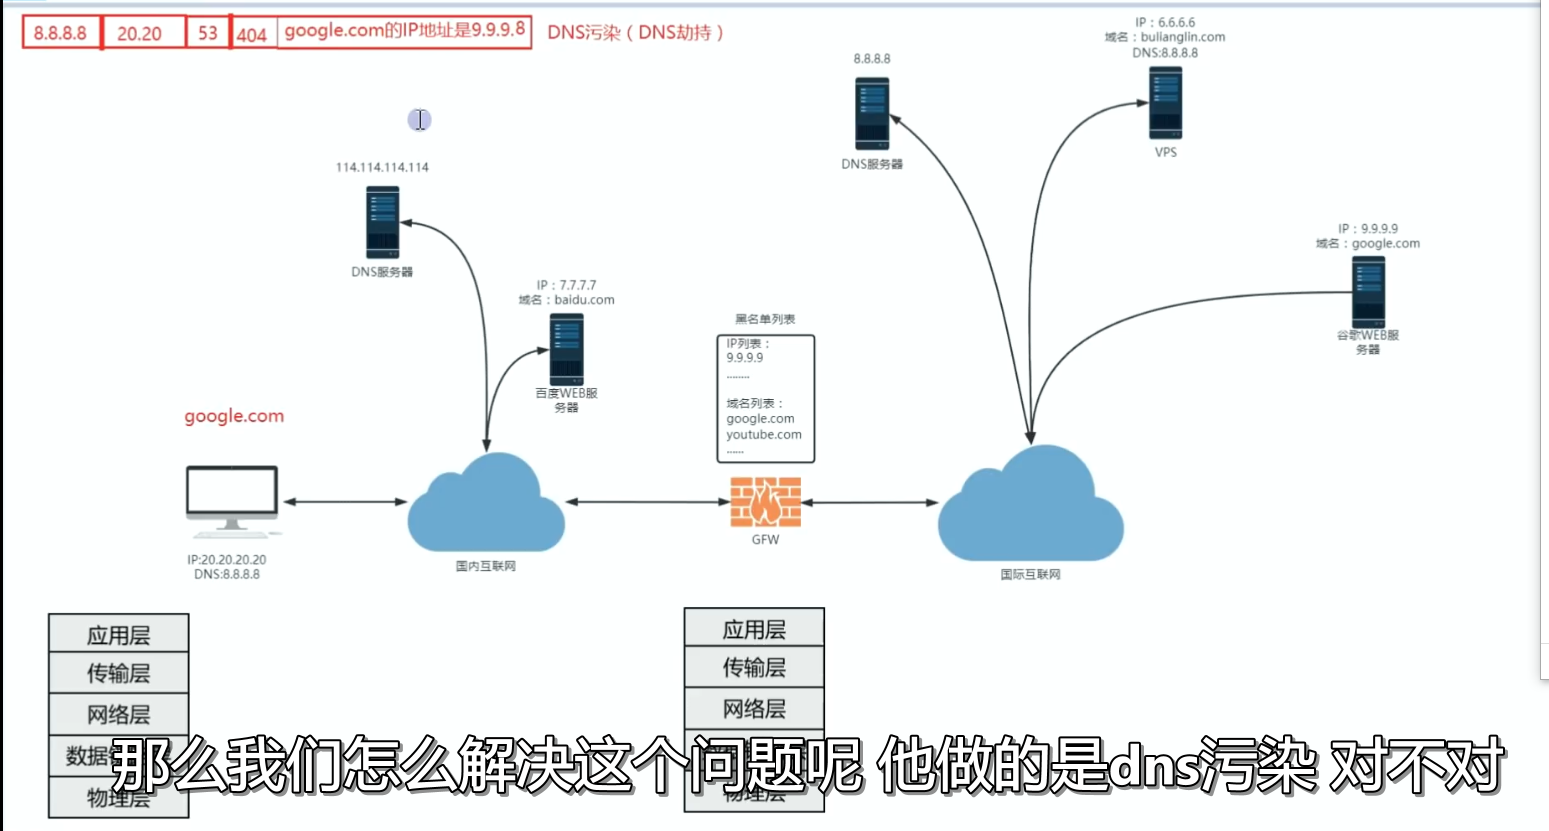 8.8.8.8 20.20 53 404 google.com的IP地址是9.9.9.8 DNS污染（DNS劫持）
IP：6.6.6.6
域名：bulianglin.com
DNS:8.8.8.8
VPS
8.8.8.8
DNS服务器
114.114.114.114
DNS服务器
IP：9.9.9.9
域名：google.com
谷歌WEB服
务器
IP：7.7.7.7
域名：baidu.com
百度WEB服
务器
黑名单列表
IP列表：
9.9.9.9
........
域名列表：
google.com
youtube.com
......
google.com
GFW
IP:20.20.20.20
DNS:8.8.8.8
国内互联网
国际互联网
应用层
传输层
网络层
数据
物理层
应用层
传输层
网络层
物理层
那么我们怎么解决这个问题呢 他做的是dns污染 对不对